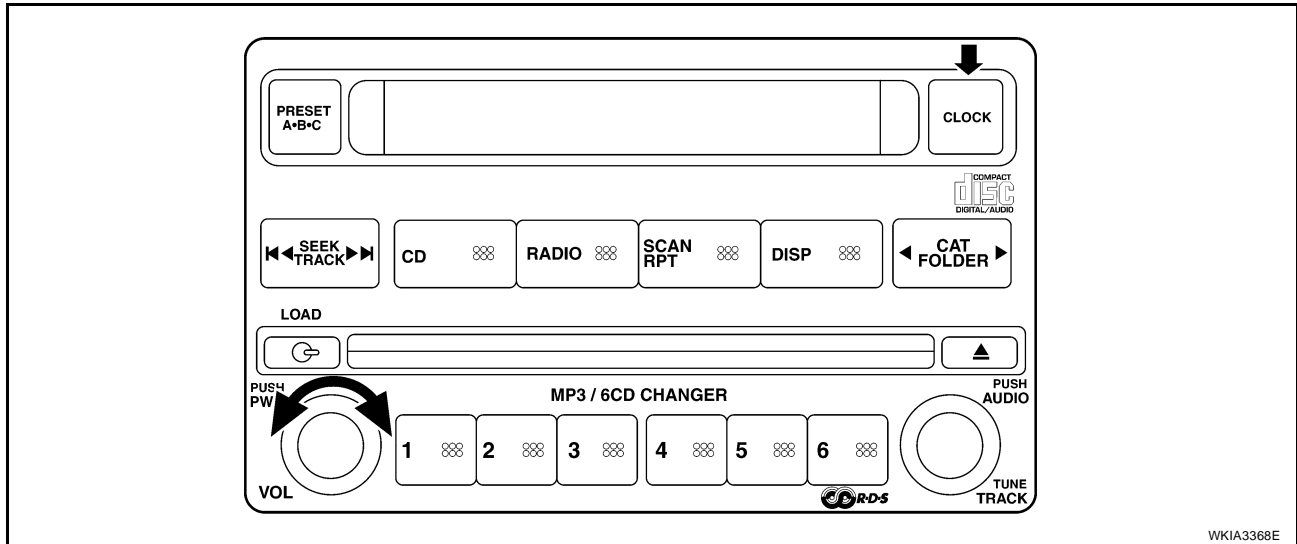 PRESET
A•B•C
CLOCK
COMPACT
disc
DIGITAL/AUDIO
SEEK
TRACK
CD
RADIO
SCAN
RPT
DISP
CAT
FOLDER
LOAD
PUSH
PW
MP3 / 6CD CHANGER
PUSH
AUDIO
1 2 3 4 5 6
VOL
R•D•S
TUNE
TRACK
WKIA3368E